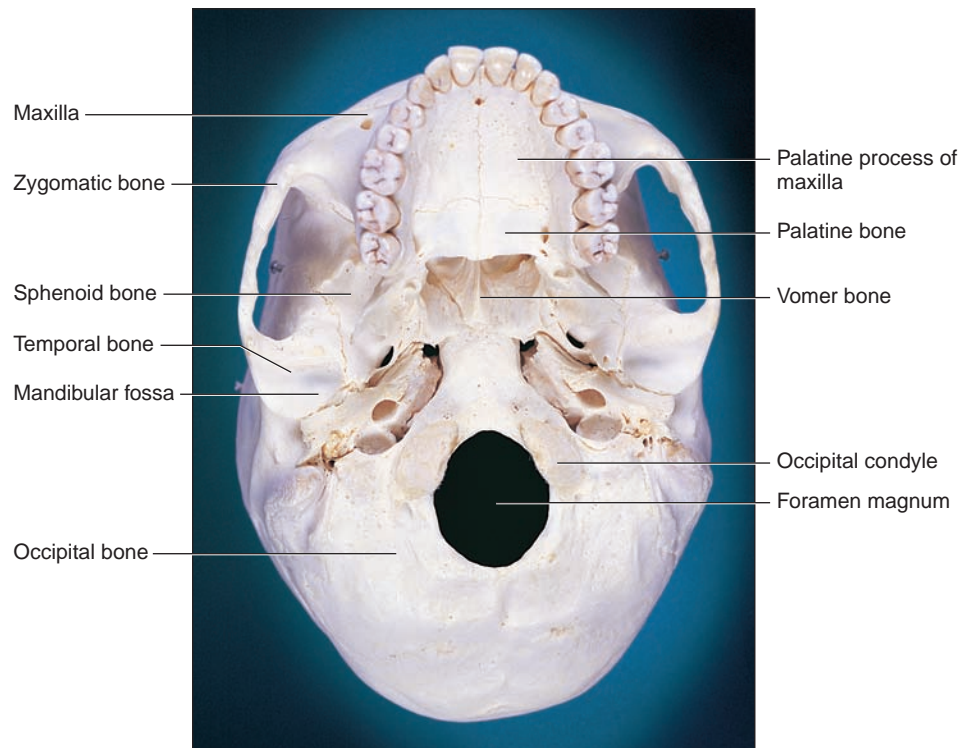 Maxilla
Zygomatic bone
Sphenoid bone
Temporal bone
Mandibular fossa
Occipital bone
Palatine process of
maxilla
Palatine bone
Vomer bone
Occipital condyle
Foramen magnum